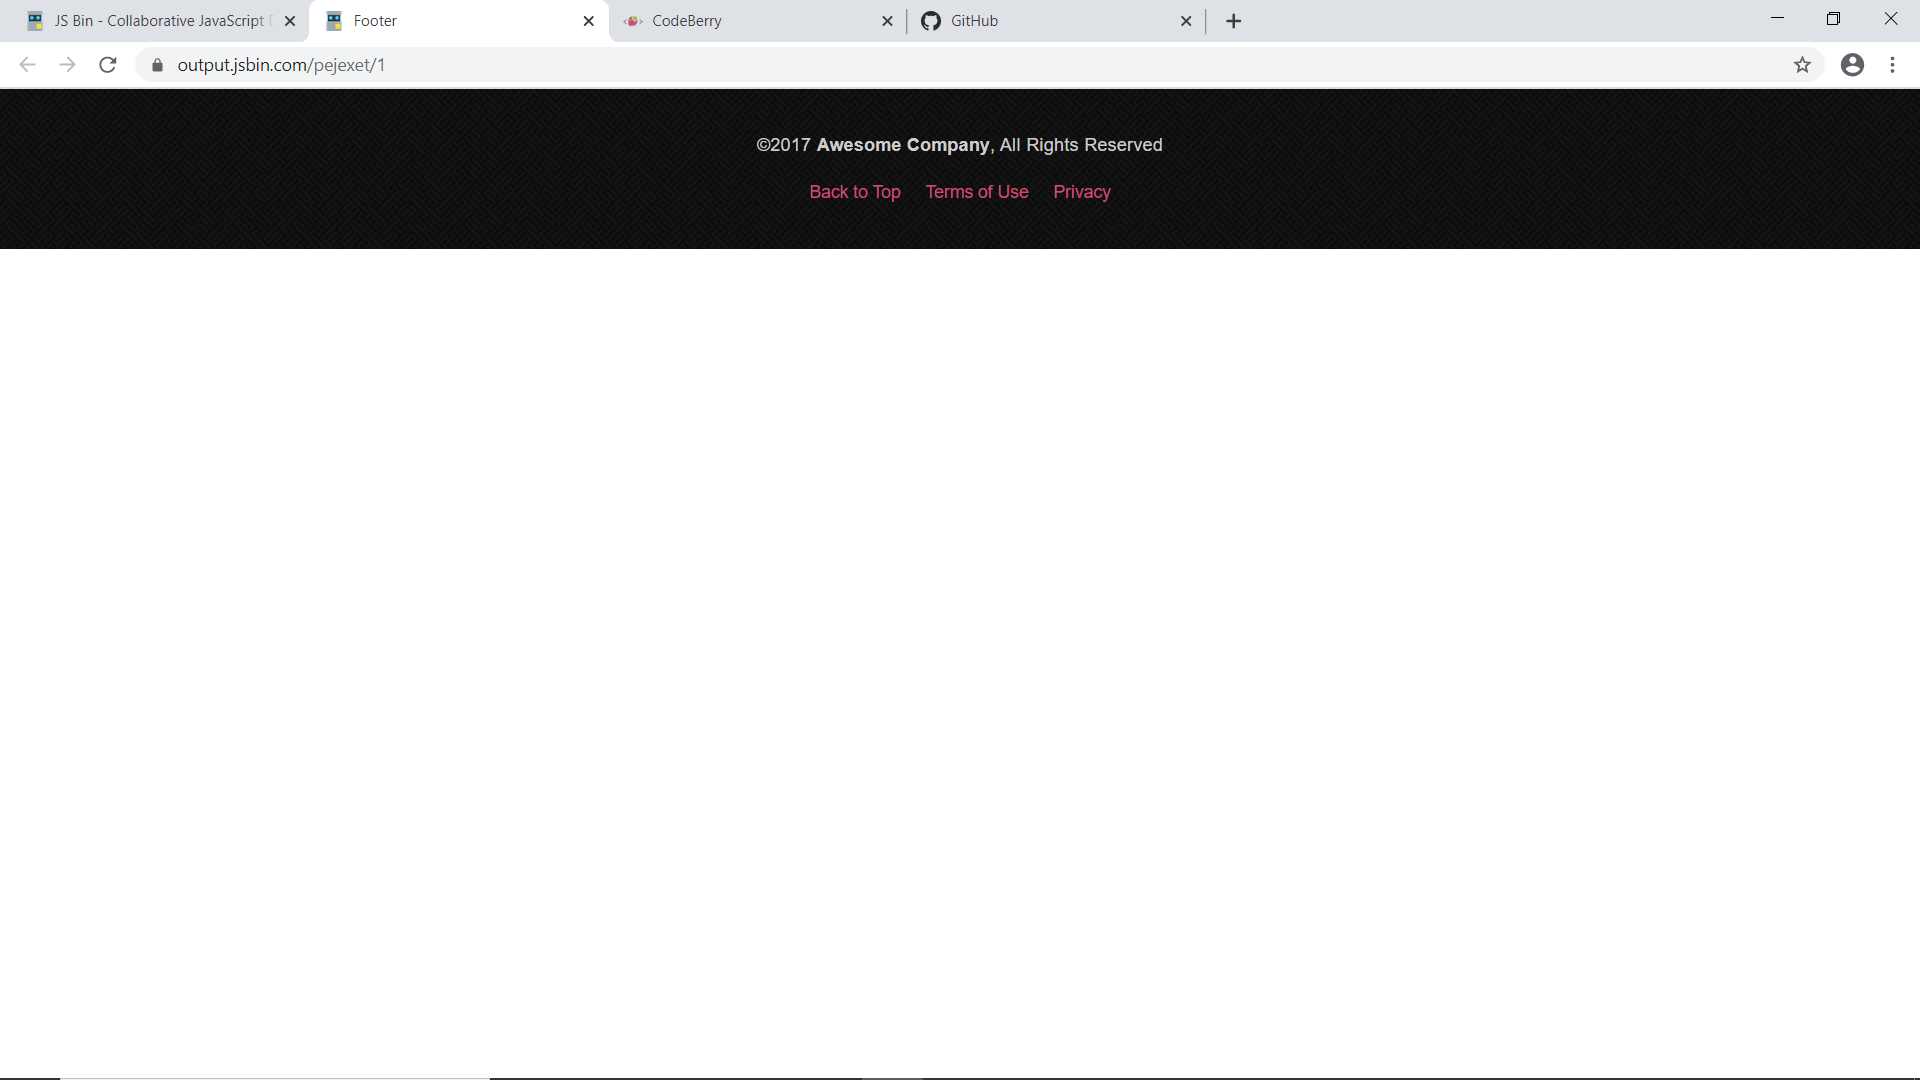 JS Bin - Collaborative JavaScript
Footer
CodeBerry
GitHub
output.jsbin.com/pejexet/1
©2017 Awesome Company, All Rights Reserved
Back to Top Terms of Use Privacy